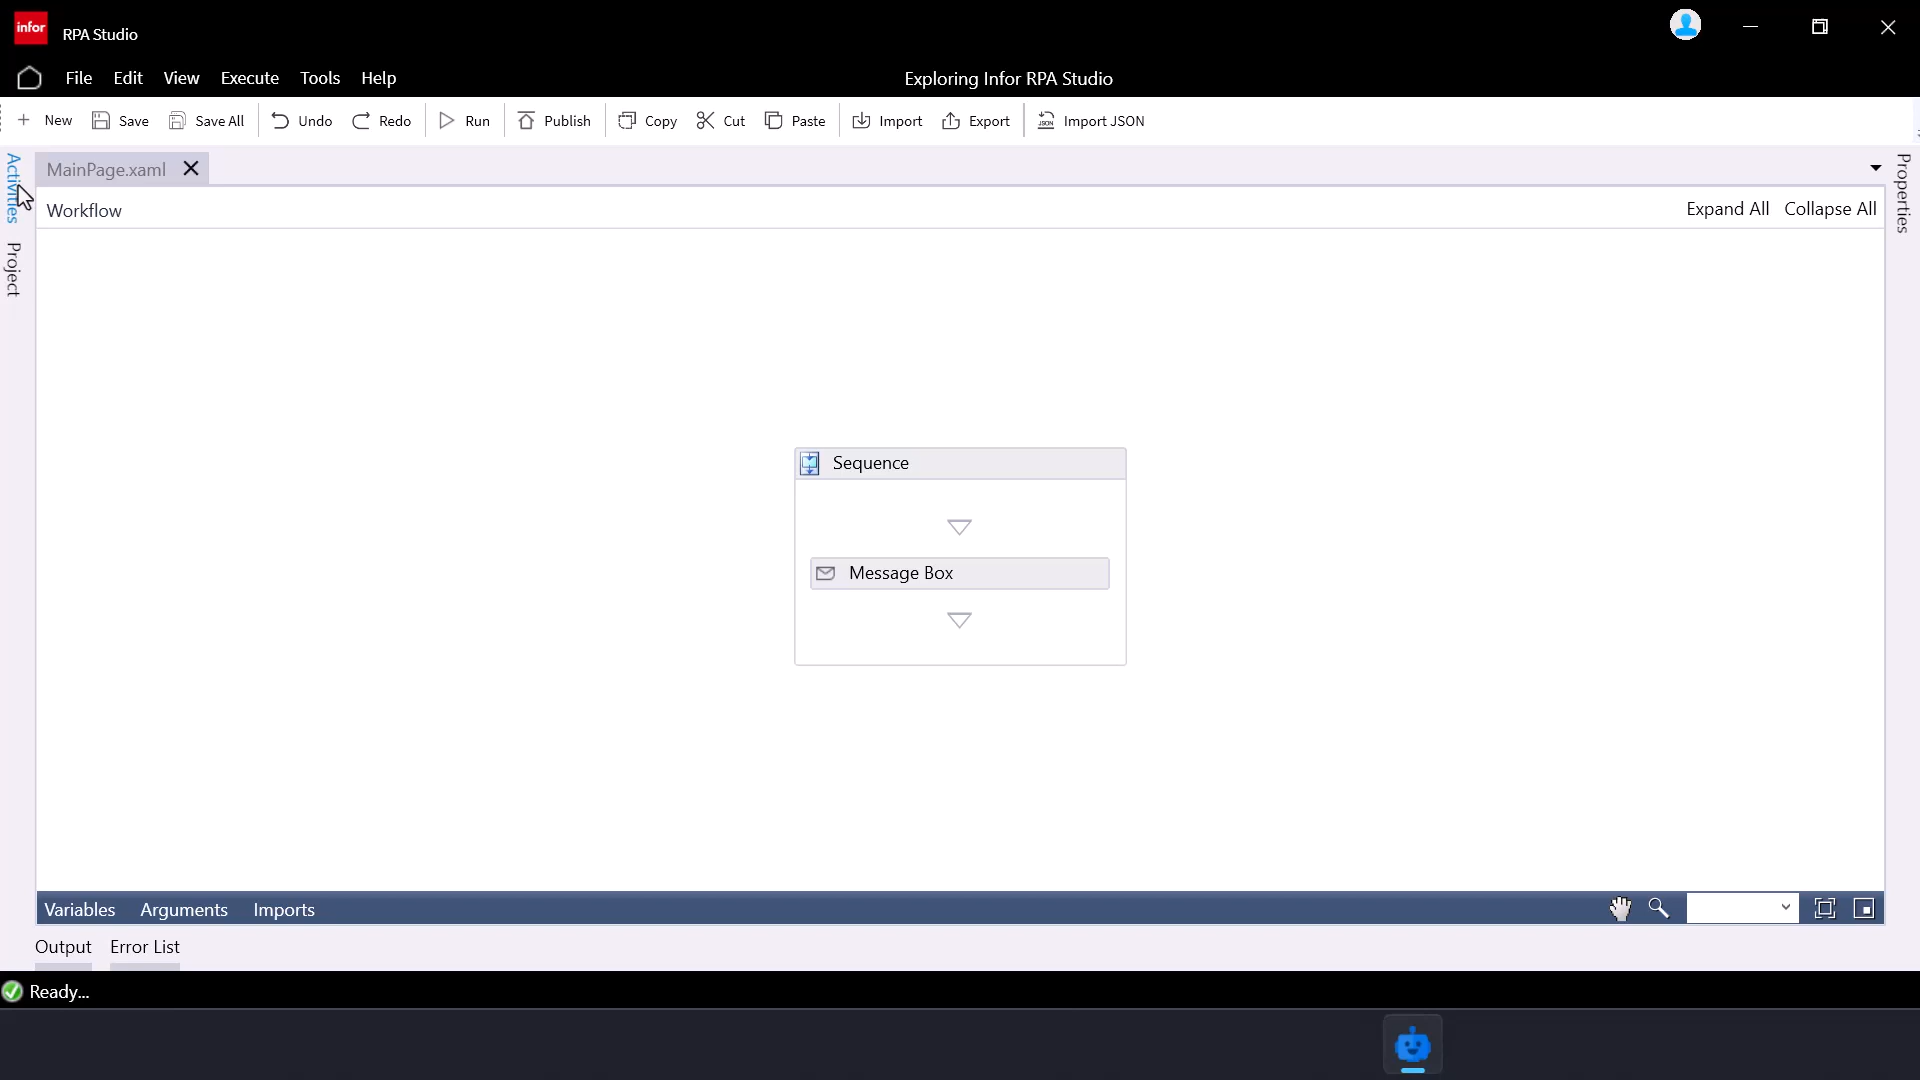 infor
RPA Studio
File Edit View Execute Tools Help
Exploring Infor RPA Studio
New Save Save All Undo Redo Run Publish Copy Cut Paste Import Export JSON Import JSON
Activities
Project
MainPage.xaml
Properties
Workflow
Expand All Collapse All
Sequence
Message Box
Variables Arguments Imports
Output Error List
Ready...